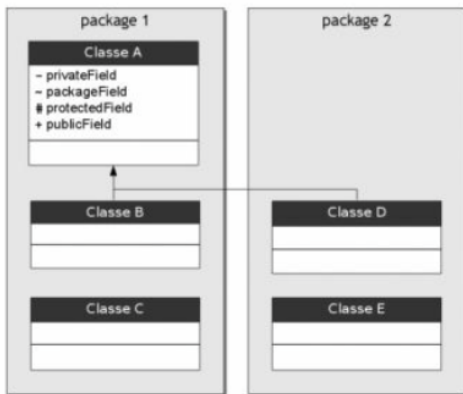 package 1
package 2
Classe A
- privateField
~ packageField
# protectedField
+ publicField
Classe B
Classe D
Classe C
Classe E